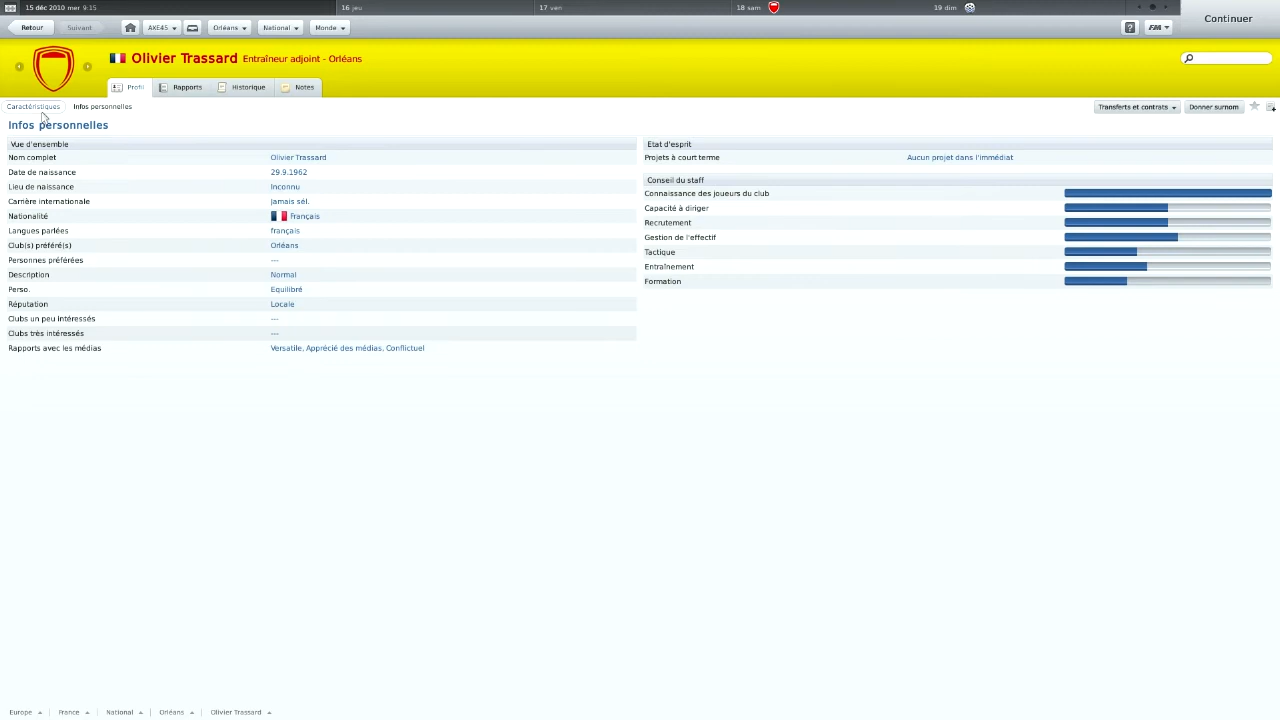 15 déc 2010 mer 9:15
16 jeu
17 ven
18 sam
19 dim
Retour
Suivant
AXE45
Orléans
National
Monde
?
FM
Continuer
Olivier Trassard Entraîneur adjoint - Orléans
Profil
Rapports
Historique
Notes
Caractéristiques
Infos personnelles
Transferts et contrats
Donner surnom
Infos personnelles
Vue d'ensemble
Nom complet Olivier Trassard
Date de naissance 29.9.1962
Lieu de naissance Inconnu
Carrière internationale Jamais sél.
Nationalité Français
Langues parlées français
Club(s) préféré(s) Orléans
Personnes préférées ---
Description Normal
Perso. Equilibré
Réputation Locale
Clubs un peu intéressés ---
Clubs très intéressés ---
Rapports avec les médias Versatile, Apprécié des médias, Conflictuel
Etat d'esprit
Projets à court terme Aucun projet dans l'immédiat
Conseil du staff
Connaissance des joueurs du club
Capacité à diriger
Recrutement
Gestion de l'effectif
Tactique
Entraînement
Formation
Europe
France
National
Orléans
Olivier Trassard